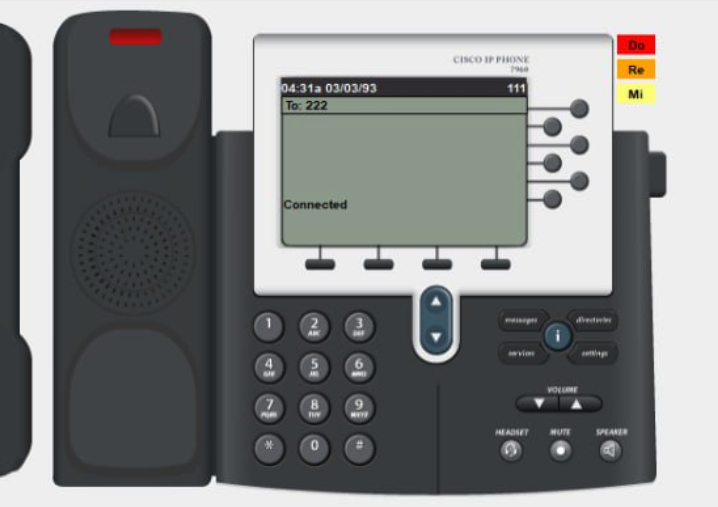 Do
CISCO IP PHONE
7960
Re
04:31a 03/03/93 111
Mi
To: 222
Connected
1 2 ABC 3 DEF
messages directories
i
4 GHI 5 JKL 6 MNO
services settings
7 PQRS 8 TUV 9 WXYZ
VOLUME
* 0 #
HEADSET MUTE SPEAKER